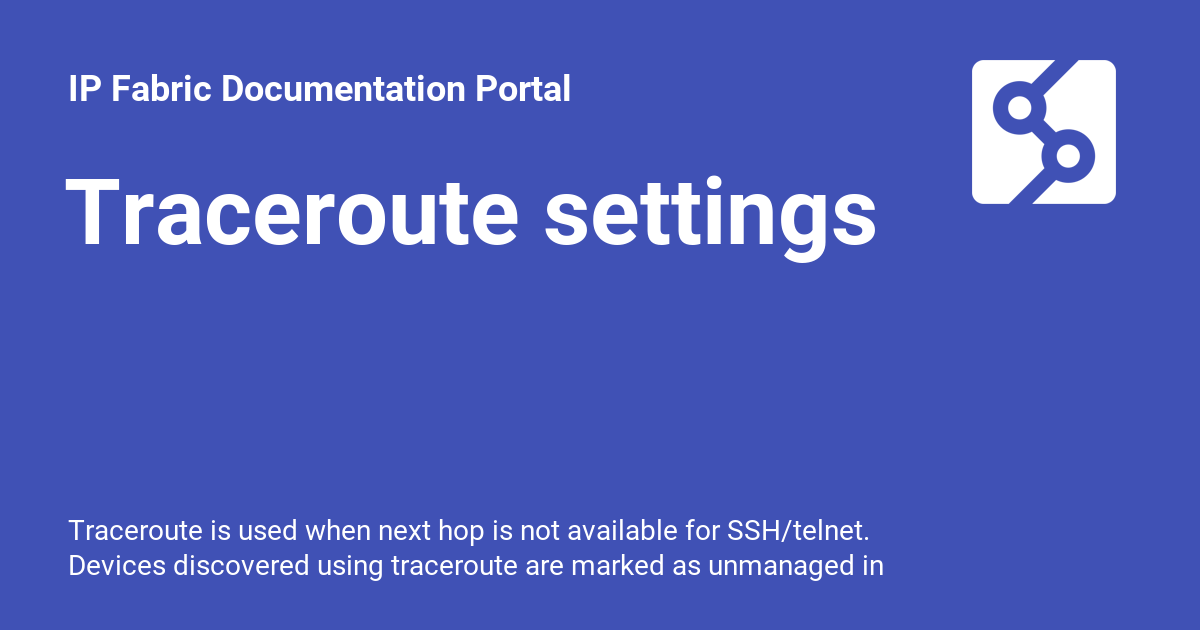 IP Fabric Documentation Portal
Traceroute settings
Traceroute is used when next hop is not available for SSH/telnet.
Devices discovered using traceroute are marked as unmanaged in